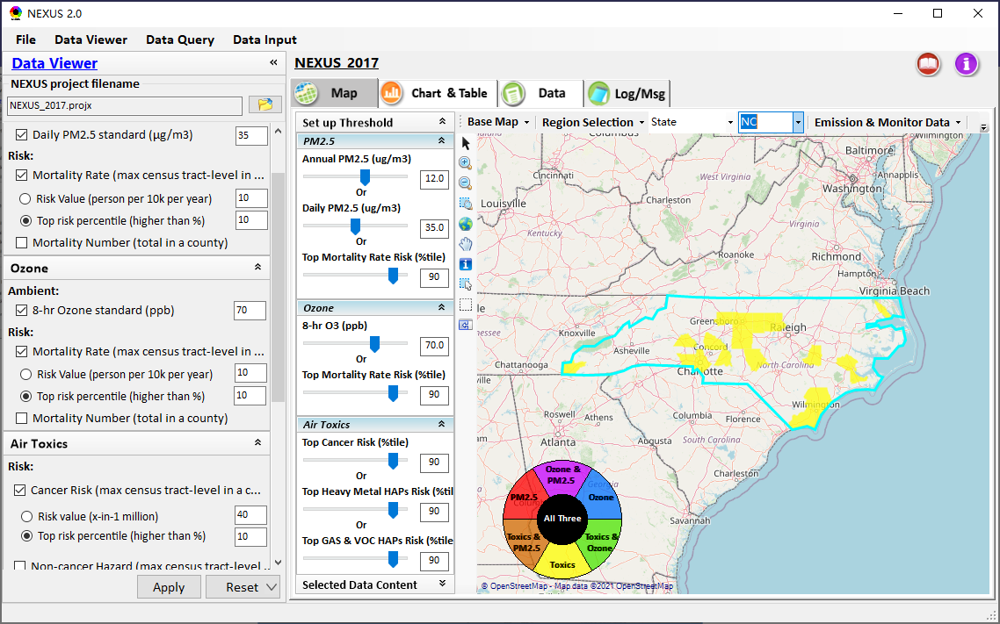 NEXUS 2.0
File Data Viewer Data Query Data Input
Data Viewer «
NEXUS project filename
NEXUS_2017.projx
Daily PM2.5 standard (μg/m3) 35
Risk:
Mortality Rate (max census tract-level in ...
Risk Value (person per 10k per year) 10
Top risk percentile (higher than %) 10
Mortality Number (total in a county)
Ozone
Ambient:
8-hr Ozone standard (ppb) 70
Risk:
Mortality Rate (max census tract-level in ...
Risk Value (person per 10k per year) 10
Top risk percentile (higher than %) 10
Mortality Number (total in a county)
Air Toxics
Risk:
Cancer Risk (max census tract-level in a c...
Risk value (x-in-1 million) 40
Top risk percentile (higher than %) 10
Non-cancer Hazard (max census tract-level ...
Apply Reset
NEXUS_2017
Map Chart & Table Data Log/Msg
Set up Threshold
PM2.5
Annual PM2.5 (ug/m3)
12.0
Or
Daily PM2.5 (ug/m3)
35.0
Or
Top Mortality Rate Risk (%tile)
90
Ozone
8-hr O3 (ppb)
70.0
Or
Top Mortality Rate Risk (%tile)
90
Air Toxics
Top Cancer Risk (%tile)
90
Or
Top Heavy Metal HAPs Risk (%til
90
Or
Top GAS & VOC HAPs Risk (%tile
90
Selected Data Content
Base Map Region Selection State NC Emission & Monitor Data
Columbus
Wilmington
Baltimore
Cincinnati
Annapolis
West Virginia
Washington
Louisville
Charleston
Kentucky
Virginia
Roanoke
Richmond
Hampton
Virginia Beach
Greensboro
Raleigh
Knoxville
Asheville
Concord
North Carolina
Chattanooga
Charlotte
Wilmington
Roswell
Athens
Columbia
Florence
Atlanta
Augusta
South Carolina
Georgia
Charleston
Savannah
Ozone &
PM2.5
PM2.5
Ozone
All Three
Toxics &
PM2.5
Toxics &
Ozone
Toxics
© OpenStreetMap - Map data ©2021 OpenStreetMap